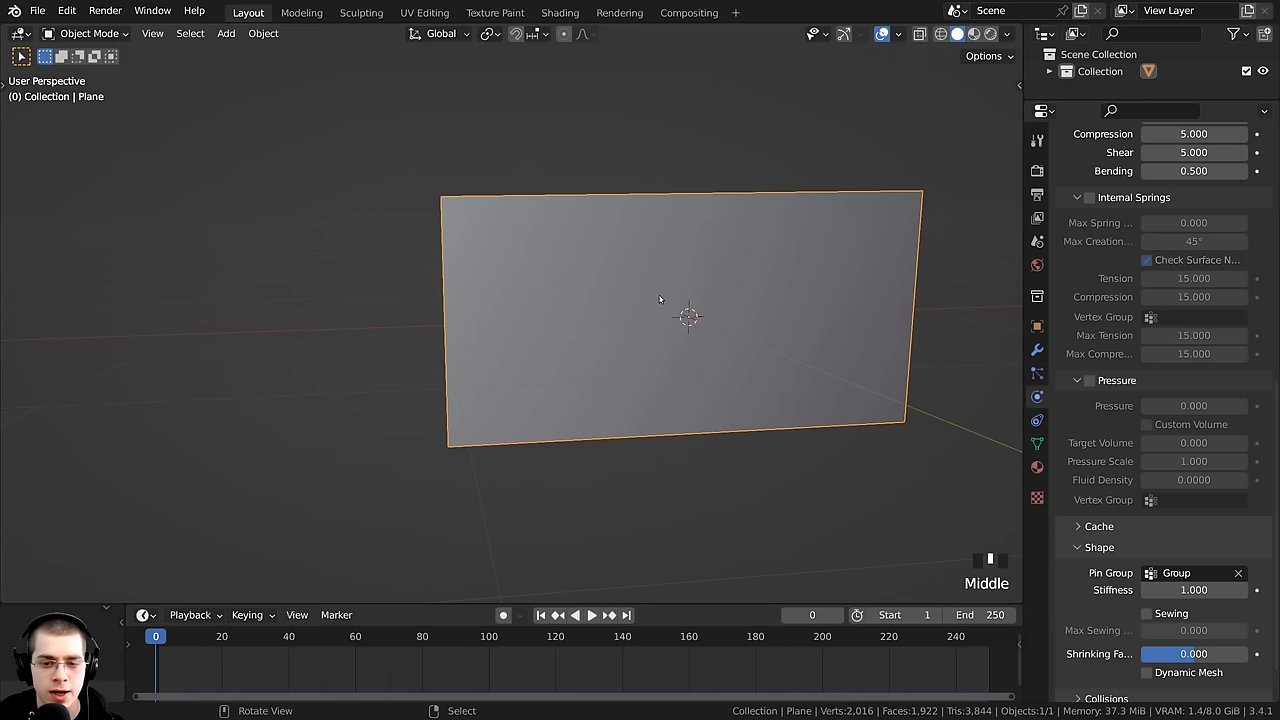 File Edit Render Window Help Layout Modeling Sculpting UV Editing Texture Paint Shading Rendering Compositing + Scene View Layer
Object Mode View Select Add Object Global
Options
User Perspective
(0) Collection | Plane
Scene Collection
Collection
Compression 5.000
Shear 5.000
Bending 0.500
Internal Springs
Max Spring ... 0.000
Max Creation... 45°
Check Surface N...
Tension 15.000
Compression 15.000
Vertex Group
Max Tension 15.000
Max Compre... 15.000
Pressure
Pressure 0.000
Custom Volume
Target Volume 0.000
Pressure Scale 1.000
Fluid Density 0.0000
Vertex Group
Cache
Shape
Pin Group Group
Stiffness 1.000
Sewing
Max Sewing ... 0.000
Shrinking Fa... 0.000
Dynamic Mesh
Collisions
Middle
Playback Keying View Marker 0 Start 1 End 250
0 20 40 60 80 100 120 140 160 180 200 220 240
Rotate View Select Collection | Plane | Verts:2,016 | Faces:1,922 | Tris:3,844 | Objects:1/1 | Memory: 37.3 MiB | VRAM: 1.4/8.0 GiB | 3.4.1